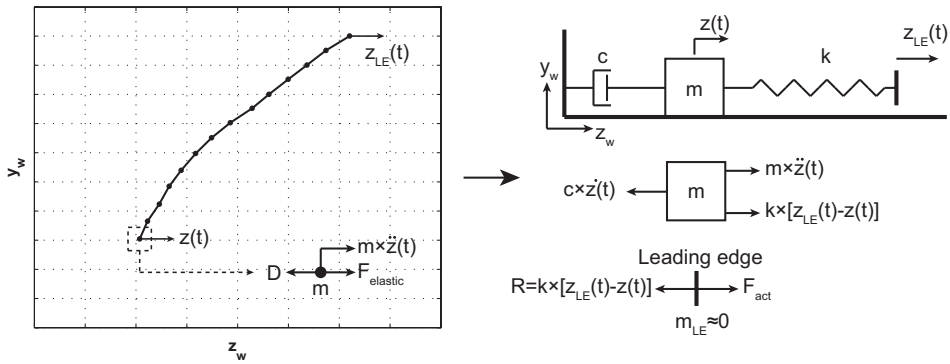 z_LE(t)
y_w
z(t)
m×z̈(t)
D
F_elastic
m
z_w
z(t)
z_LE(t)
c
k
y_w
m
z_w
m×z̈(t)
c×ż(t)
m
k×[z_LE(t)-z(t)]
Leading edge
R=k×[z_LE(t)-z(t)]
F_act
m_LE≈0